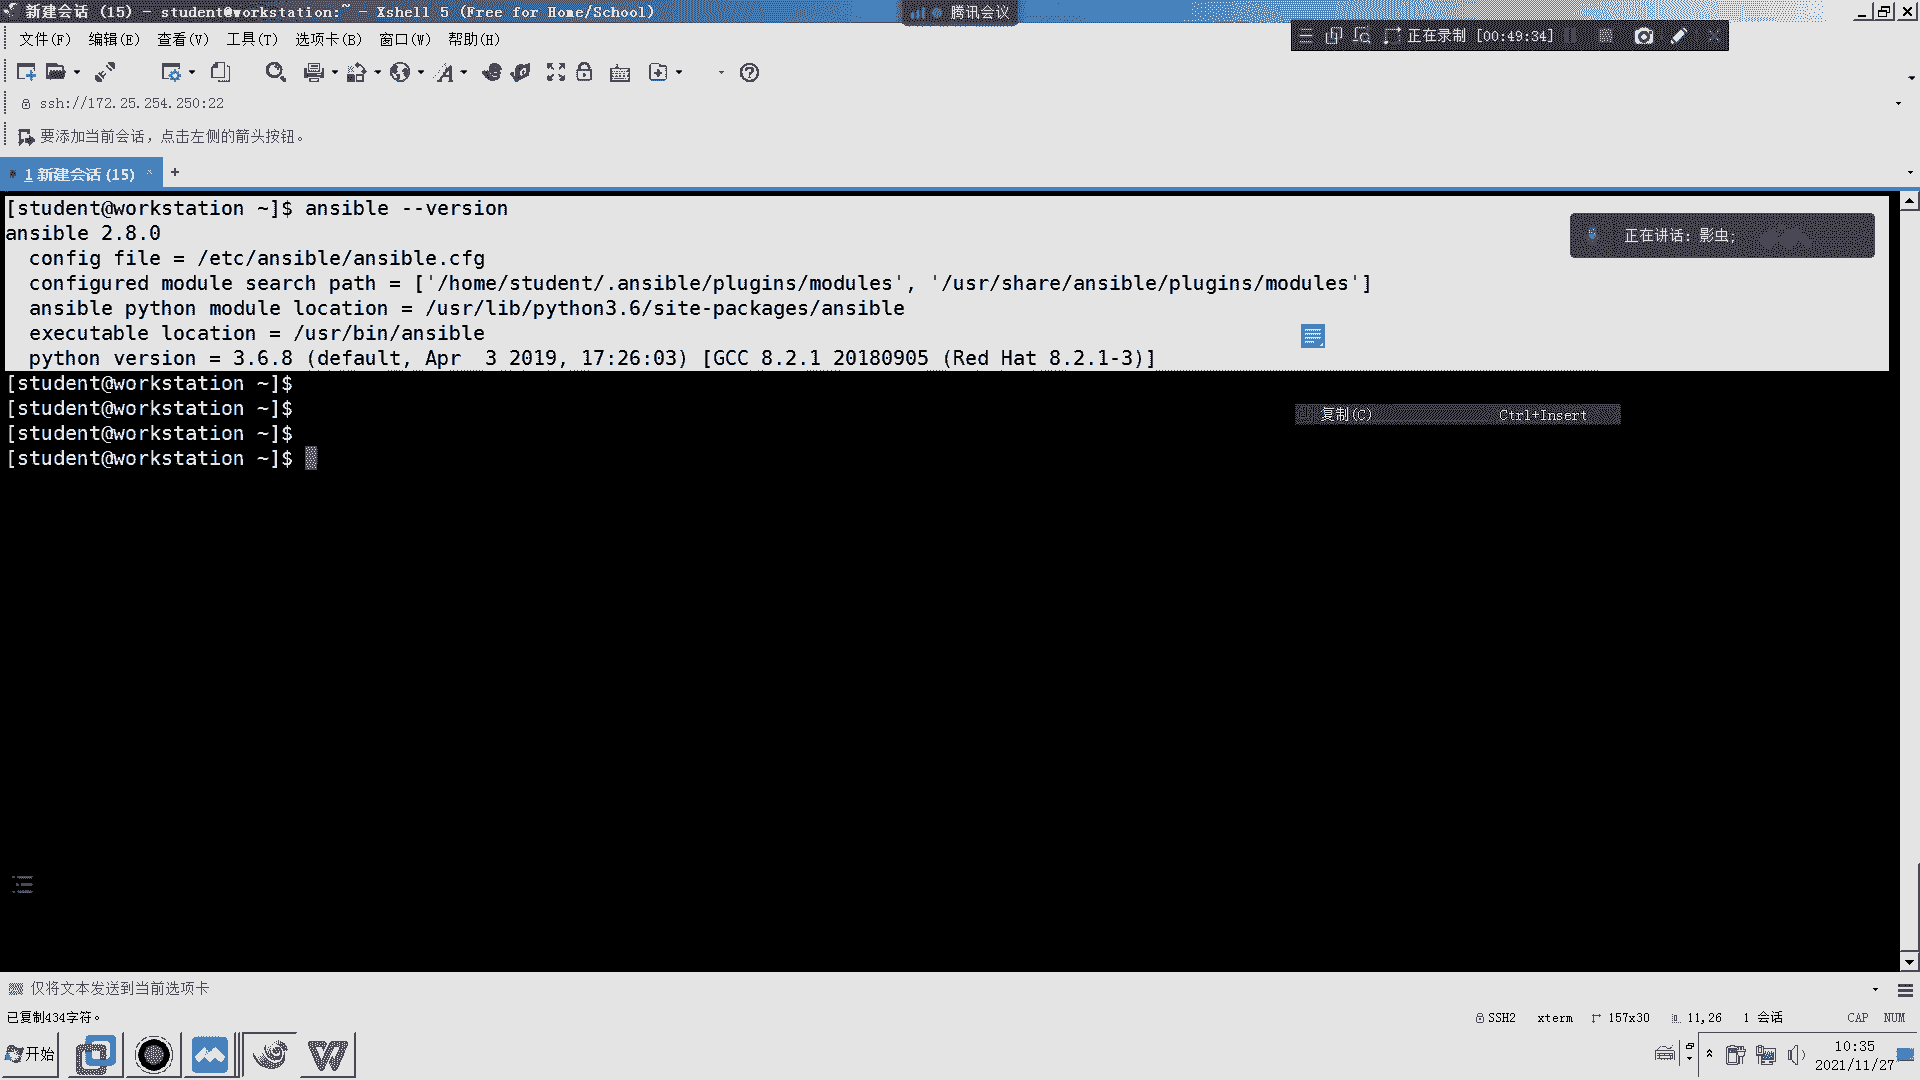 新建会话 (15) - student@workstation:~ - Xshell 5 (Free for Home/School)
腾讯会议
文件(F) 编辑(E) 查看(V) 工具(T) 选项卡(B) 窗口(W) 帮助(H)
正在录制 [00:49:34]
ssh://172.25.254.250:22
要添加当前会话，点击左侧的箭头按钮。
1 新建会话 (15) × +
[student@workstation ~]$ ansible --version
ansible 2.8.0
正在讲话：影虫;
config file = /etc/ansible/ansible.cfg
configured module search path = ['/home/student/.ansible/plugins/modules', '/usr/share/ansible/plugins/modules']
ansible python module location = /usr/lib/python3.6/site-packages/ansible
executable location = /usr/bin/ansible
python version = 3.6.8 (default, Apr  3 2019, 17:26:03) [GCC 8.2.1 20180905 (Red Hat 8.2.1-3)]
[student@workstation ~]$
[student@workstation ~]$
复制(C) Ctrl+Insert
[student@workstation ~]$
[student@workstation ~]$
仅将文本发送到当前选项卡
已复制434字符。
SSH2 xterm 157x30 11,26 1 会话 CAP NUM
开始
10:35
2021/11/27